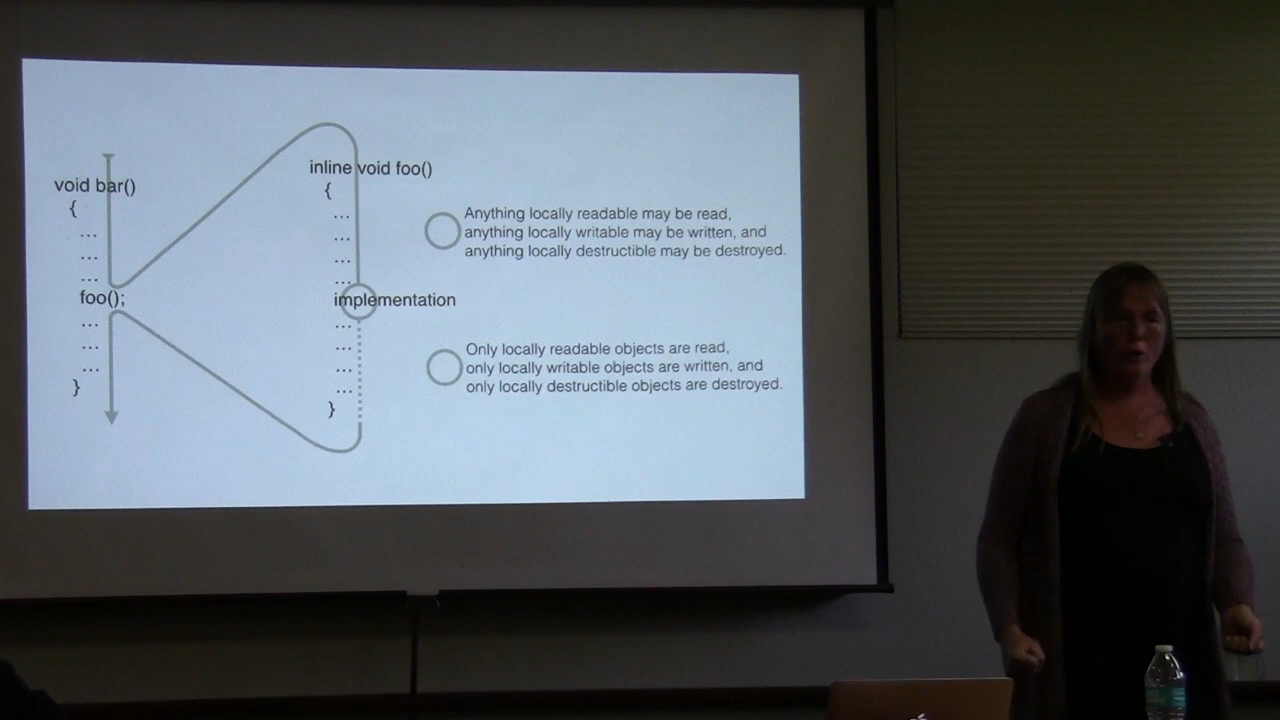 void bar()
{
...
...
...
foo();
...
...
...
}
inline void foo()
{
...
...
...
...
implementation
...
...
...
...
}
Anything locally readable may be read,
anything locally writable may be written, and
anything locally destructible may be destroyed.
Only locally readable objects are read,
only locally writable objects are written, and
only locally destructible objects are destroyed.